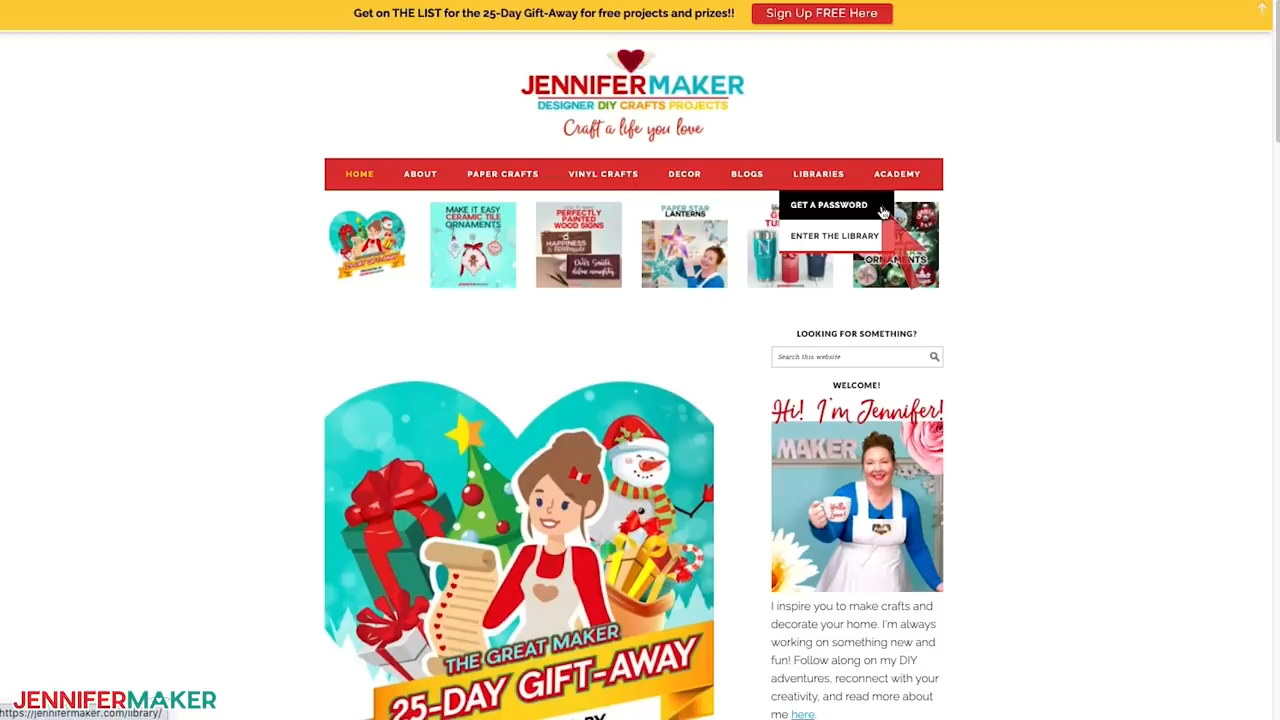 Get on THE LIST for the 25-Day Gift-Away for free projects and prizes!! Sign Up FREE Here
JENNIFERMAKER
DESIGNER DIY CRAFTS PROJECTS
Craft a life you love
HOME ABOUT PAPER CRAFTS VINYL CRAFTS DECOR BLOGS LIBRARIES ACADEMY
GET A PASSWORD
ENTER THE LIBRARY
MAKE IT EASY
CERAMIC TILE
ORNAMENTS
PERFECTLY
PAINTED
WOOD SIGNS
HAPPINESS
Dear Santa,
define naughty.
PAPER STAR
LANTERNS
N
ORNAMENTS
LOOKING FOR SOMETHING?
Search this website
WELCOME!
Hi! I'm Jennifer!
MAKER
I inspire you to make crafts and
decorate your home. I'm always
working on something new and
fun! Follow along on my DIY
adventures, reconnect with your
creativity, and read more about
me here.
THE GREAT MAKER
25-DAY GIFT-AWAY
JENNIFERMAKER
https://jennifermaker.com/library/